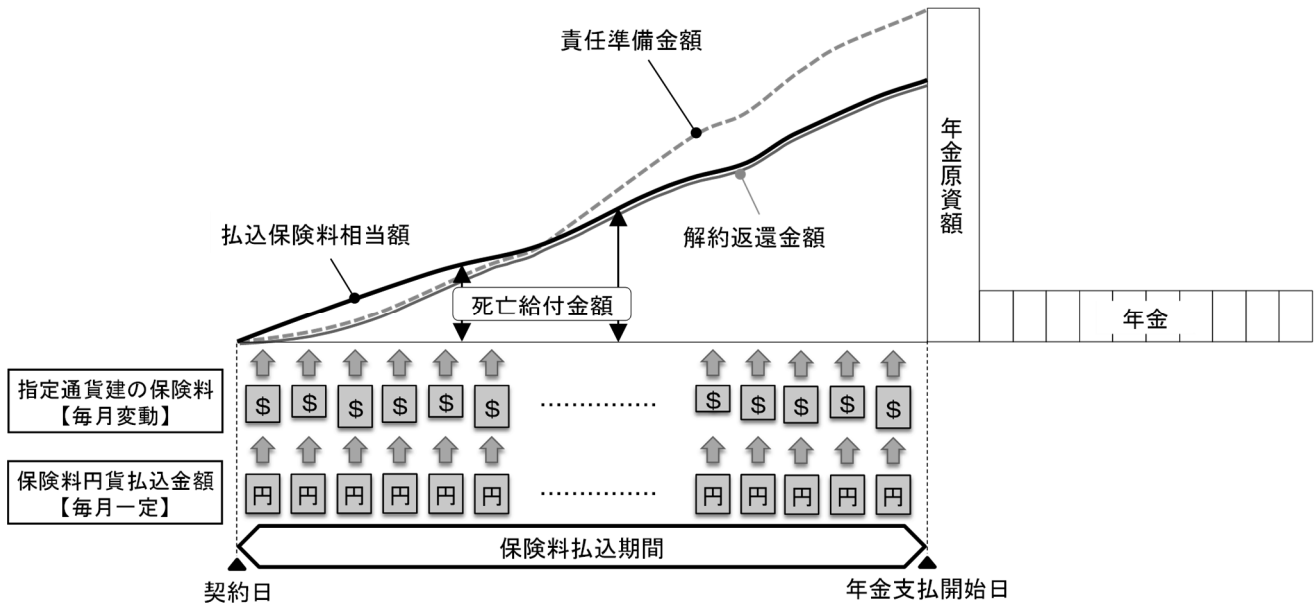 責任準備金額
年金原資額
払込保険料相当額
解約返還金額
死亡給付金額
年金
指定通貨建の保険料
【毎月変動】
$ $ $ $ $ $ ‥‥‥‥‥‥ $ $ $ $ $
保険料円貨払込金額
【毎月一定】
円 円 円 円 円 円 ‥‥‥‥‥‥ 円 円 円 円 円
保険料払込期間
契約日
年金支払開始日